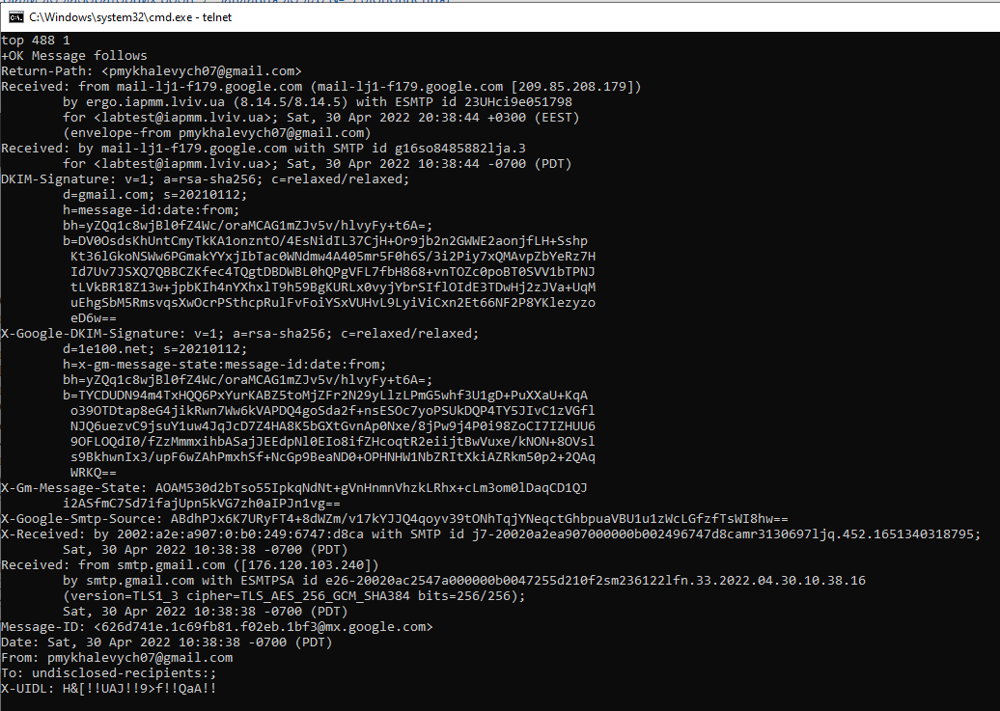 C:\Windows\system32\cmd.exe - telnet
top 488 1
+OK Message follows
Return-Path: <pmykhalevych07@gmail.com>
Received: from mail-lj1-f179.google.com (mail-lj1-f179.google.com [209.85.208.179])
by ergo.iapmm.lviv.ua (8.14.5/8.14.5) with ESMTP id 23UHci9e051798
for <labtest@iapmm.lviv.ua>; Sat, 30 Apr 2022 20:38:44 +0300 (EEST)
(envelope-from pmykhalevych07@gmail.com)
Received: by mail-lj1-f179.google.com with SMTP id g16so8485882lja.3
for <labtest@iapmm.lviv.ua>; Sat, 30 Apr 2022 10:38:44 -0700 (PDT)
DKIM-Signature: v=1; a=rsa-sha256; c=relaxed/relaxed;
d=gmail.com; s=20210112;
h=message-id:date:from;
bh=yZQq1c8wjBl0fZ4Wc/oraMCAG1mZJv5v/hlvyFy+t6A=;
b=DV0OsdsKhUntCmyTkKA1onzntO/4EsNidIL37CjH+Or9jb2n2GWWE2aonjfLH+Sshp
Kt36lGkoNSWw6PGmakYYxjIbTac0WNdmw4A405mr5F0h6S/3i2Piy7xQMAvpZbYeRz7H
Id7Uv7JSXQ7QBBCZKfec4TQgtDBDWBL0hQPgVFL7fbH868+vnTOZc0poBT0SVV1bTPNJ
tLVkBR18Z13w+jpbKIh4nYXhxlT9h59BgKURLx0vyjYbrSIflOIdE3TDwHj2zJVa+UqM
uEhgSbM5RmsvqsXwOcrPSthcpRulFvFoiYSxVUHvL9LyiViCxn2Et66NF2P8YKlezyzo
eD6w==
X-Google-DKIM-Signature: v=1; a=rsa-sha256; c=relaxed/relaxed;
d=1e100.net; s=20210112;
h=x-gm-message-state:message-id:date:from;
bh=yZQq1c8wjBl0fZ4Wc/oraMCAG1mZJv5v/hlvyFy+t6A=;
b=TYCDUDN94m4TxHQQ6PxYurKABZ5toMjZFr2N29yLlzLPmG5whf3U1gD+PuXXaU+KqA
o39OTDtap8eG4jikRwn7Ww6kVAPDQ4goSda2f+nsESOc7yoPSUkDQP4TY5JIvC1zVGfl
NJQ6uezvC9jsuY1uw4JqJcD7Z4HA8K5bGXtGvnAp0Nxe/8jPw9j4P0i98ZoCI7IZHUU6
9OFLOQdI0/fZzMmmxihbASajJEEdpNl0EIo8ifZHcoqtR2eiijtBwVuxe/kNON+8OVsl
s9BkhwnIx3/upF6wZAhPmxhSf+NcGp9BeaND0+OPHNHW1NbZRItXkiAZRkm50p2+2QAq
WRKQ==
X-Gm-Message-State: AOAM530d2bTso55IpkqNdNt+gVnHnmnVhzkLRhx+cLm3om0lDaqCD1QJ
i2ASfmC7Sd7ifajUpn5kVG7zh0aIPJn1vg==
X-Google-Smtp-Source: ABdhPJx6K7URyFT4+8dWZm/v17kYJJQ4qoyv39tONhTqjYNeqctGhbpuaVBU1u1zWcLGfzfTsWI8hw==
X-Received: by 2002:a2e:a907:0:b0:249:6747:d8ca with SMTP id j7-20020a2ea907000000b002496747d8camr3130697ljq.452.1651340318795;
Sat, 30 Apr 2022 10:38:38 -0700 (PDT)
Received: from smtp.gmail.com ([176.120.103.240])
by smtp.gmail.com with ESMTPSA id e26-20020ac2547a000000b0047255d210f2sm236122lfn.33.2022.04.30.10.38.16
(version=TLS1_3 cipher=TLS_AES_256_GCM_SHA384 bits=256/256);
Sat, 30 Apr 2022 10:38:38 -0700 (PDT)
Message-ID: <626d741e.1c69fb81.f02eb.1bf3@mx.google.com>
Date: Sat, 30 Apr 2022 10:38:38 -0700 (PDT)
From: pmykhalevych07@gmail.com
To: undisclosed-recipients:;
X-UIDL: H&[!!UAJ!!9>f!!QaA!!